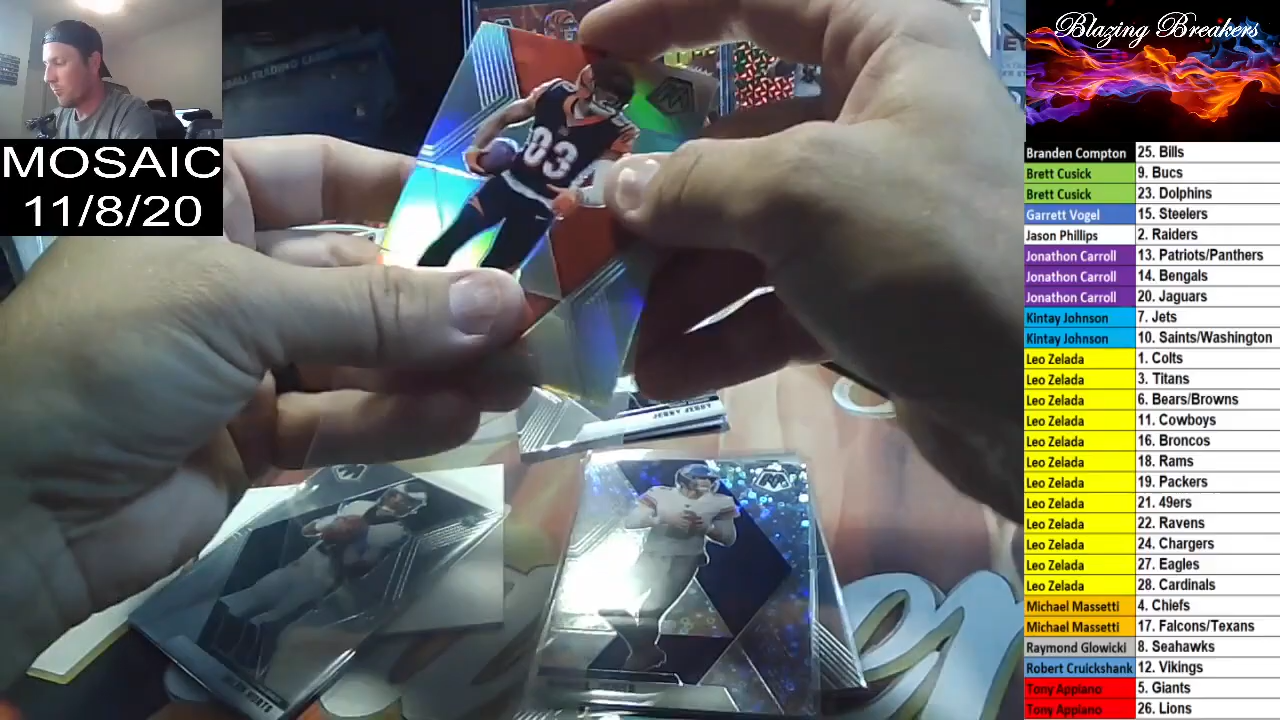 Blazing Breakers
MOSAIC
11/8/20
Branden Compton 25. Bills
Brett Cusick 9. Bucs
Brett Cusick 23. Dolphins
Garrett Vogel 15. Steelers
Jason Phillips 2. Raiders
Jonathon Carroll 13. Patriots/Panthers
Jonathon Carroll 14. Bengals
Jonathon Carroll 20. Jaguars
Kintay Johnson 7. Jets
Kintay Johnson 10. Saints/Washington
Leo Zelada 1. Colts
Leo Zelada 3. Titans
Leo Zelada 6. Bears/Browns
Leo Zelada 11. Cowboys
Leo Zelada 16. Broncos
Leo Zelada 18. Rams
Leo Zelada 19. Packers
Leo Zelada 21. 49ers
Leo Zelada 22. Ravens
Leo Zelada 24. Chargers
Leo Zelada 27. Eagles
Leo Zelada 28. Cardinals
Michael Massetti 4. Chiefs
Michael Massetti 17. Falcons/Texans
Raymond Glowicki 8. Seahawks
Robert Cruickshank 12. Vikings
Tony Appiano 5. Giants
Tony Appiano 26. Lions
M
M
M
JERRY JEUDY
JALEN HURTS